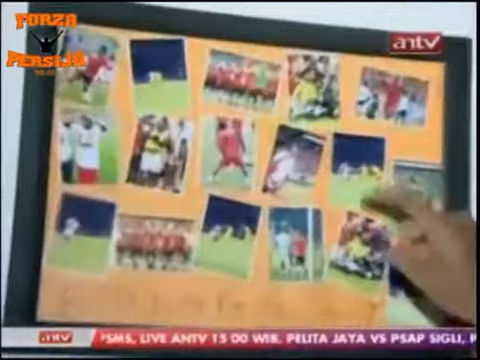 FORZA
PERSIJA
antv
antv
PSMS, LIVE ANTV 15 00 WIB. PELITA JAYA VS PSAP SIGLI,